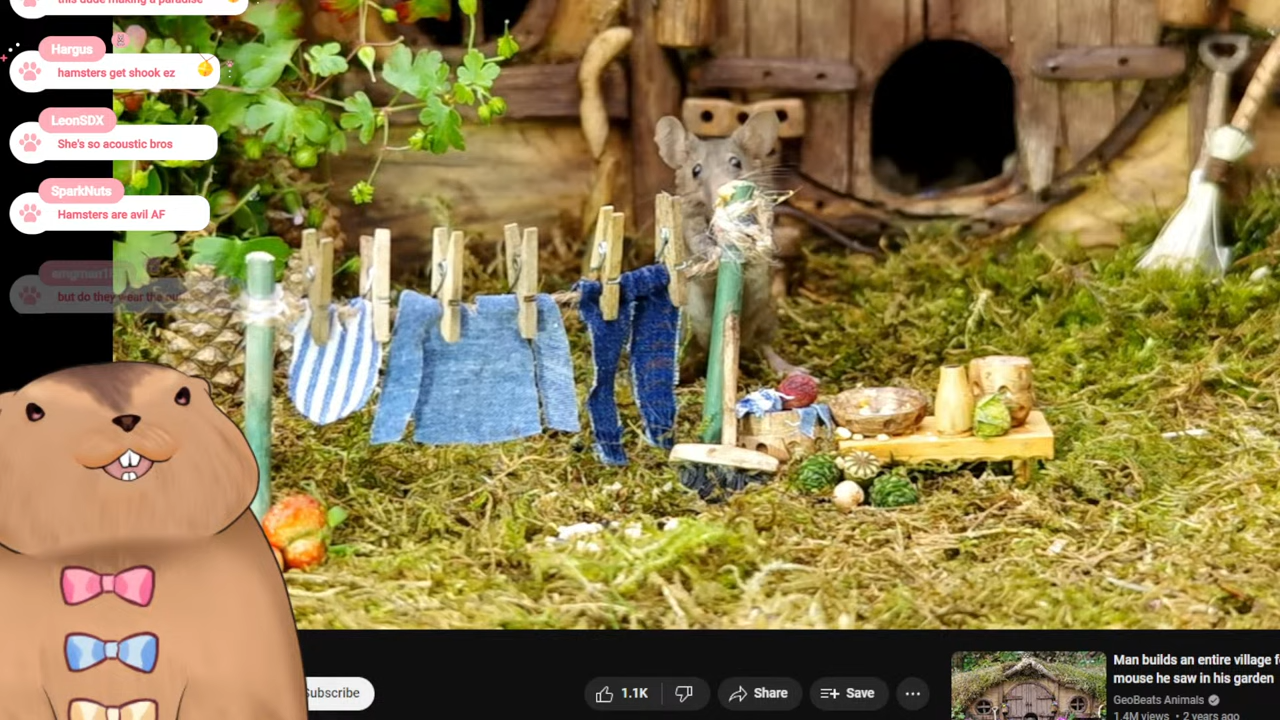 this dude making a paradise
Hargus
hamsters get shook ez
LeonSDX
She's so acoustic bros
SparkNuts
Hamsters are avil AF
but do they wear the
Subscribe
1.1K
Share
Save
Man builds an entire village f
mouse he saw in his garden
GeoBeats Animals
1.4M views • 2 years ago